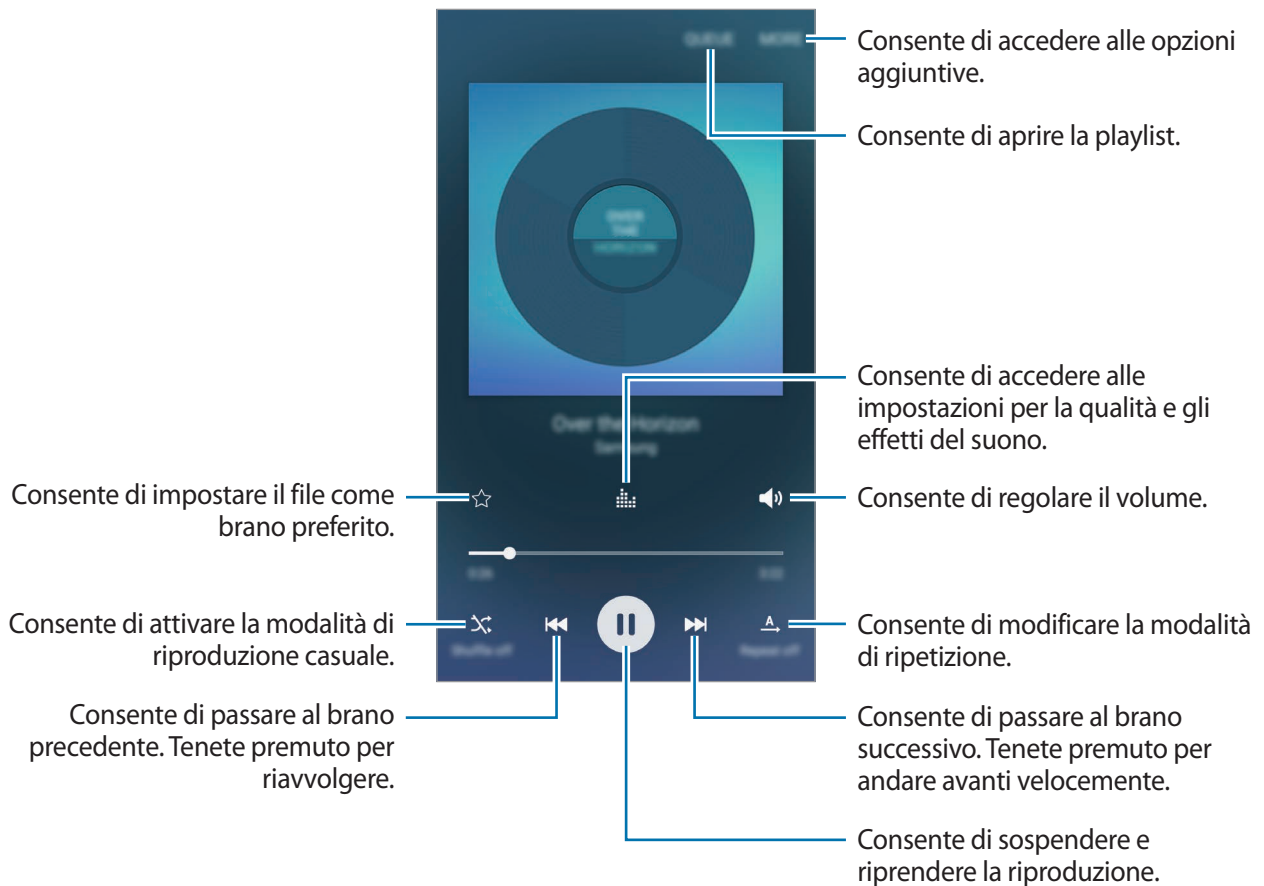 QUEUE MORE
Consente di accedere alle opzioni
aggiuntive.
Consente di aprire la playlist.
OVER
THE
HORIZON
Consente di accedere alle
impostazioni per la qualità e gli
effetti del suono.
Over the Horizon
Samsung
Consente di impostare il file come
brano preferito.
Consente di regolare il volume.
Consente di attivare la modalità di
riproduzione casuale.
A
Shuffle off
Repeat off
Consente di modificare la modalità
di ripetizione.
Consente di passare al brano
precedente. Tenete premuto per
riavvolgere.
Consente di passare al brano
successivo. Tenete premuto per
andare avanti velocemente.
Consente di sospendere e
riprendere la riproduzione.